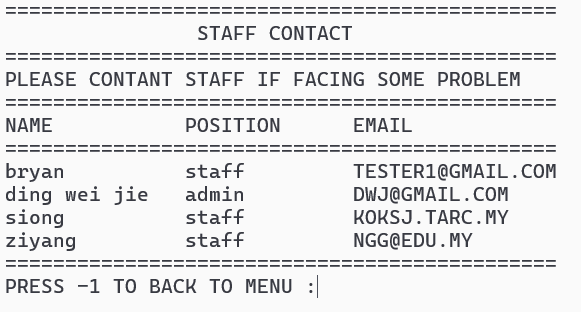 ==============================================
                STAFF CONTACT
==============================================
PLEASE CONTANT STAFF IF FACING SOME PROBLEM
==============================================
NAME           POSITION      EMAIL
==============================================
bryan          staff         TESTER1@GMAIL.COM
ding wei jie   admin         DWJ@GMAIL.COM
siong          staff         KOKSJ.TARC.MY
ziyang         staff         NGG@EDU.MY
==============================================
PRESS -1 TO BACK TO MENU :